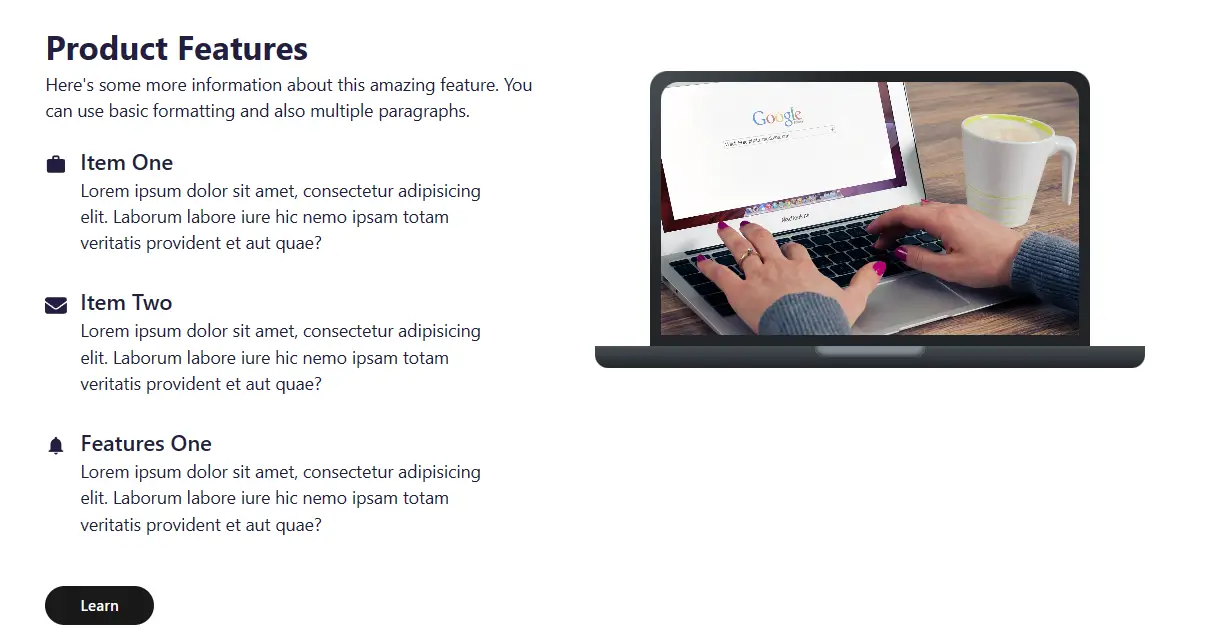 Product Features
Here's some more information about this amazing feature. You
can use basic formatting and also multiple paragraphs.
Item One
Lorem ipsum dolor sit amet, consectetur adipisicing
elit. Laborum labore iure hic nemo ipsam totam
veritatis provident et aut quae?
Item Two
Lorem ipsum dolor sit amet, consectetur adipisicing
elit. Laborum labore iure hic nemo ipsam totam
veritatis provident et aut quae?
Features One
Lorem ipsum dolor sit amet, consectetur adipisicing
elit. Laborum labore iure hic nemo ipsam totam
veritatis provident et aut quae?
Learn
Google